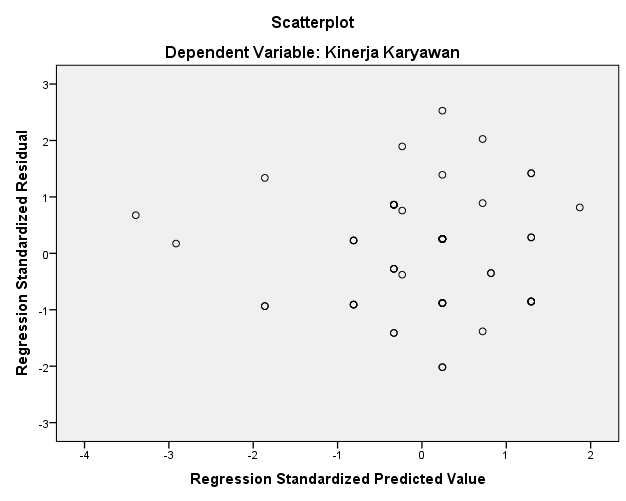 Scatterplot
Dependent Variable: Kinerja Karyawan
Regression Standardized Residual
3
2
1
0
-1
-2
-3
-4 -3 -2 -1 0 1 2
Regression Standardized Predicted Value